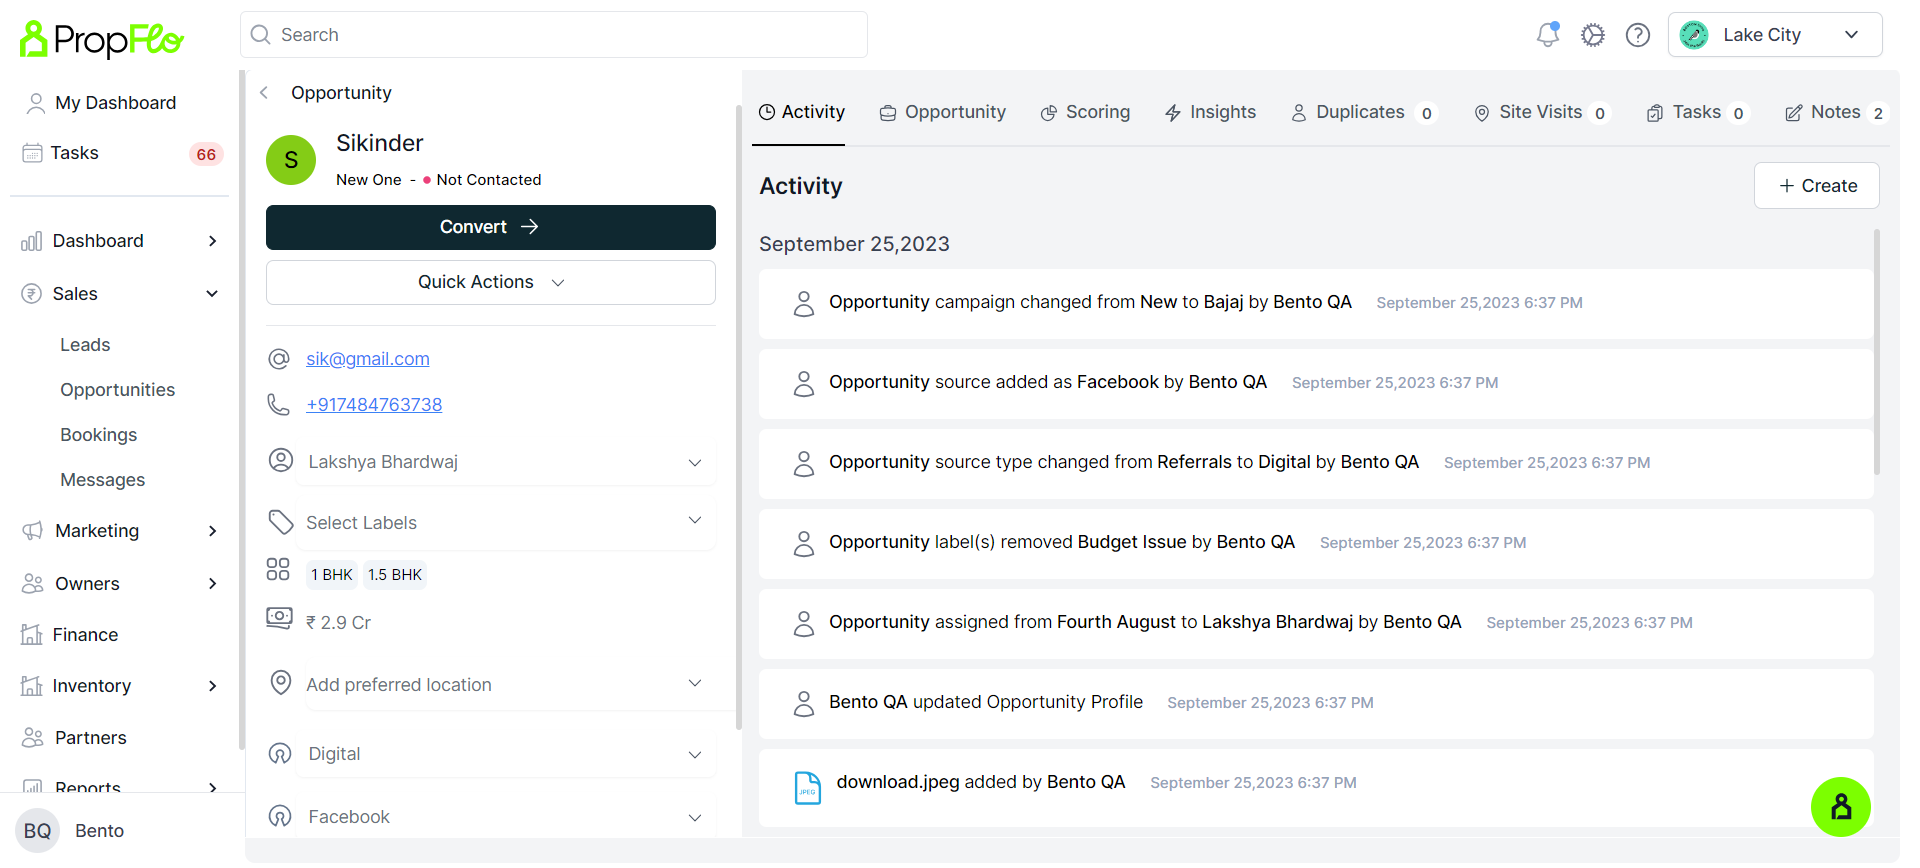 PropFlo
Search
Lake City
My Dashboard
Tasks
66
Dashboard
Sales
Leads
Opportunities
Bookings
Messages
Marketing
Owners
Finance
Inventory
Partners
Reports
BQ
Bento
Opportunity
S
Sikinder
New One - Not Contacted
Convert
Quick Actions
sik@gmail.com
+917484763738
Lakshya Bhardwaj
Select Labels
1 BHK 1.5 BHK
₹ 2.9 Cr
Add preferred location
Digital
Facebook
Activity Opportunity Scoring Insights Duplicates 0 Site Visits 0 Tasks 0 Notes 2
Activity
+ Create
September 25,2023
Opportunity campaign changed from New to Bajaj by Bento QA September 25,2023 6:37 PM
Opportunity source added as Facebook by Bento QA September 25,2023 6:37 PM
Opportunity source type changed from Referrals to Digital by Bento QA September 25,2023 6:37 PM
Opportunity label(s) removed Budget Issue by Bento QA September 25,2023 6:37 PM
Opportunity assigned from Fourth August to Lakshya Bhardwaj by Bento QA September 25,2023 6:37 PM
Bento QA updated Opportunity Profile September 25,2023 6:37 PM
JPEG
download.jpeg added by Bento QA September 25,2023 6:37 PM